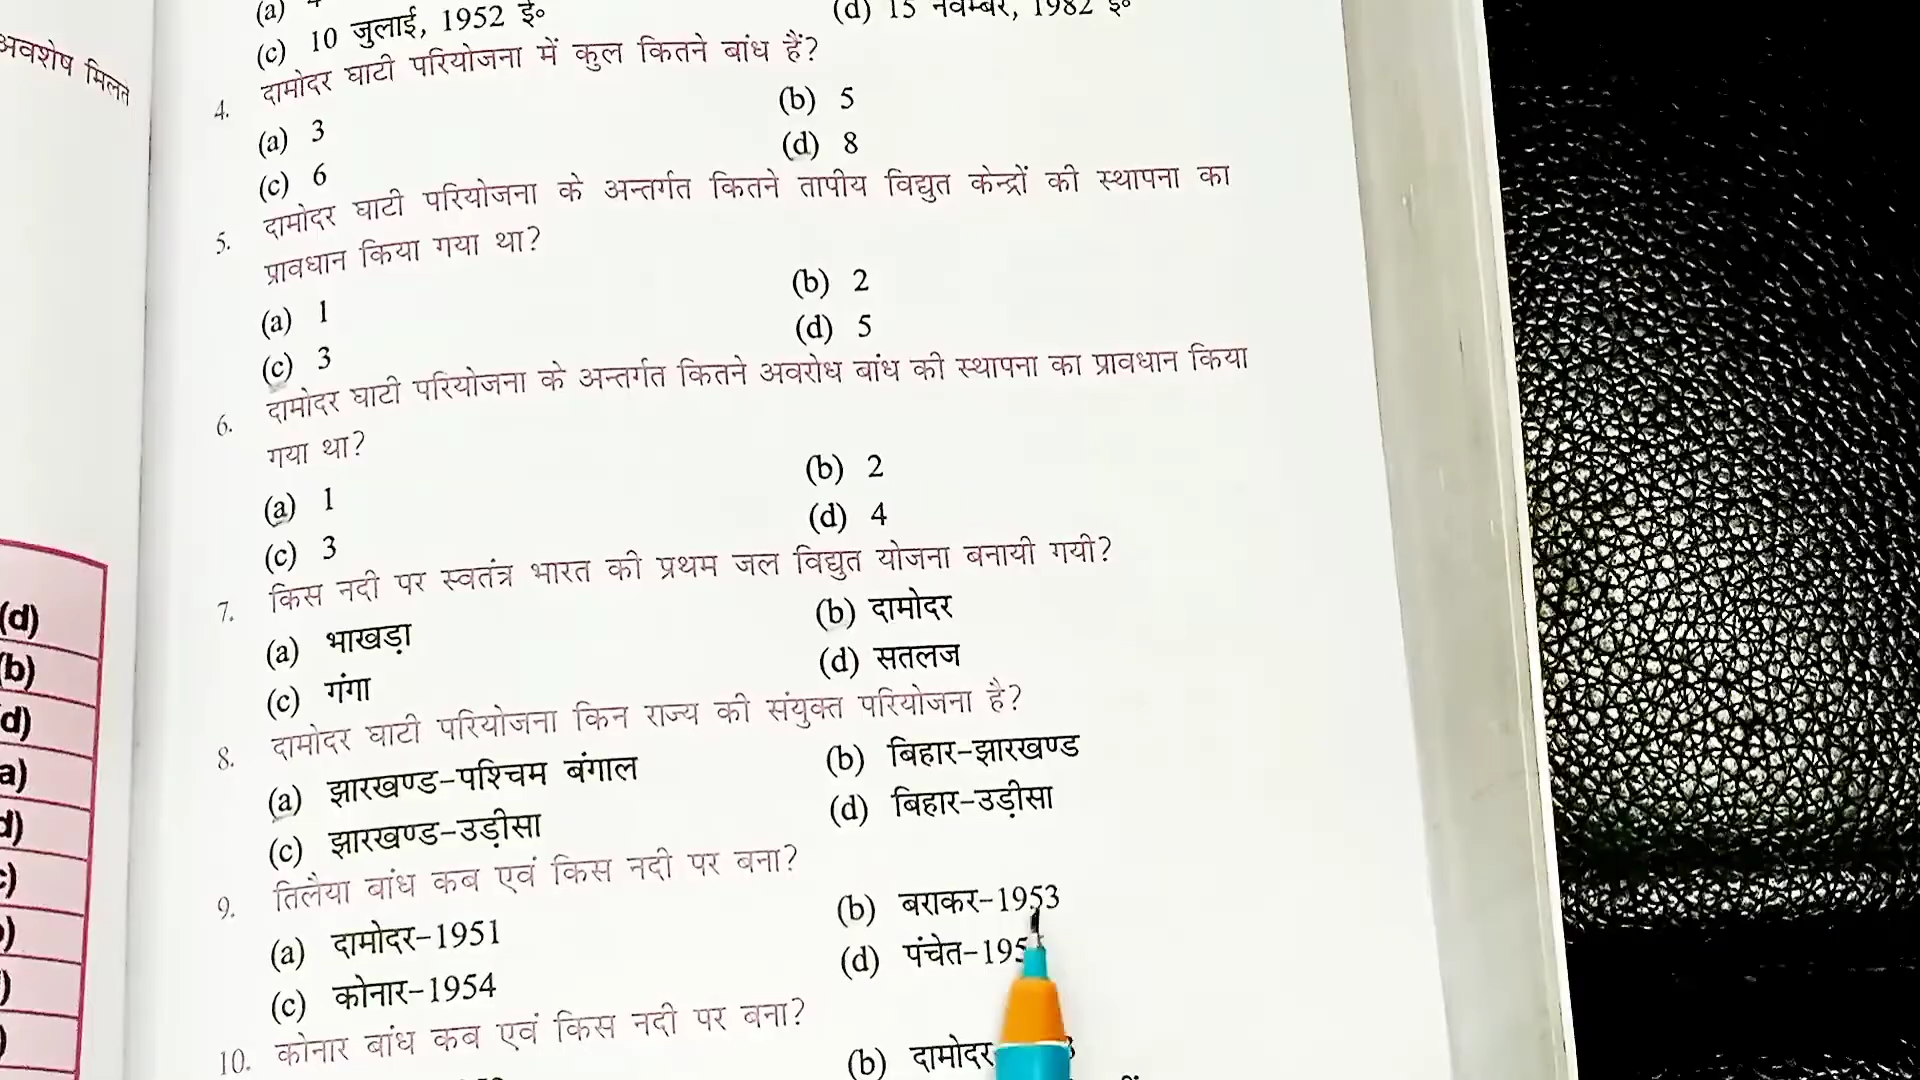 अवशेष मिलते
(d)
(b)
(d)
(a)
(d)
(a)
(c) 10 जुलाई, 1952 ई०
(d) 15 नवम्बर, 1982 ई०
4. दामोदर घाटी परियोजना में कुल कितने बांध हैं?
(a) 3
(b) 5
(c) 6
(d) 8
5. दामोदर घाटी परियोजना के अन्तर्गत कितने तापीय विद्युत केन्द्रों की स्थापना का
प्रावधान किया गया था?
(a) 1
(b) 2
(c) 3
(d) 5
6. दामोदर घाटी परियोजना के अन्तर्गत कितने अवरोध बांध की स्थापना का प्रावधान किया
गया था?
(a) 1
(b) 2
(c) 3
(d) 4
7. किस नदी पर स्वतंत्र भारत की प्रथम जल विद्युत योजना बनायी गयी?
(a) भाखड़ा
(b) दामोदर
(c) गंगा
(d) सतलज
8. दामोदर घाटी परियोजना किन राज्य की संयुक्त परियोजना है?
(a) झारखण्ड-पश्चिम बंगाल
(b) बिहार-झारखण्ड
(c) झारखण्ड-उड़ीसा
(d) बिहार-उड़ीसा
9. तिलैया बांध कब एवं किस नदी पर बना?
(a) दामोदर-1951
(b) बराकर-1953
(c) कोनार-1954
(d) पंचेत-195
10. कोनार बांध कब एवं किस नदी पर बना?
(b) दामोदर